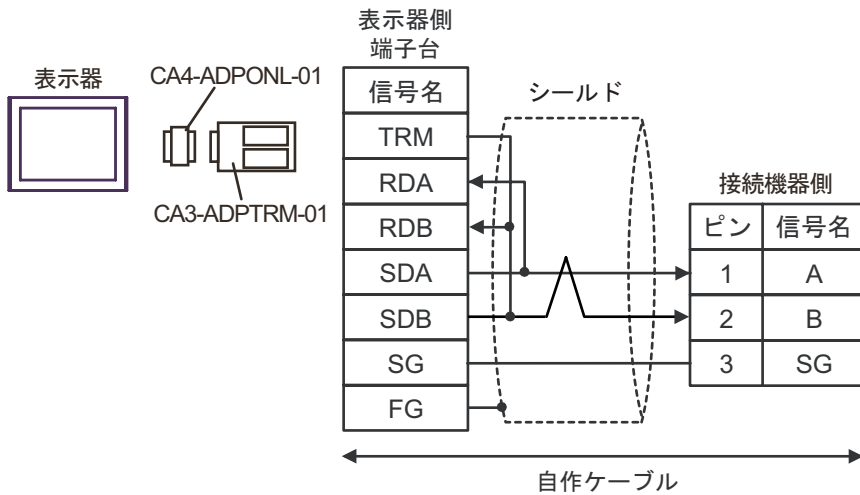 表示器
CA4-ADPONL-01
CA3-ADPTRM-01
表示器側
端子台
信号名
TRM
RDA
RDB
SDA
SDB
SG
FG
シールド
接続機器側
ピン 信号名
1 A
2 B
3 SG
自作ケーブル